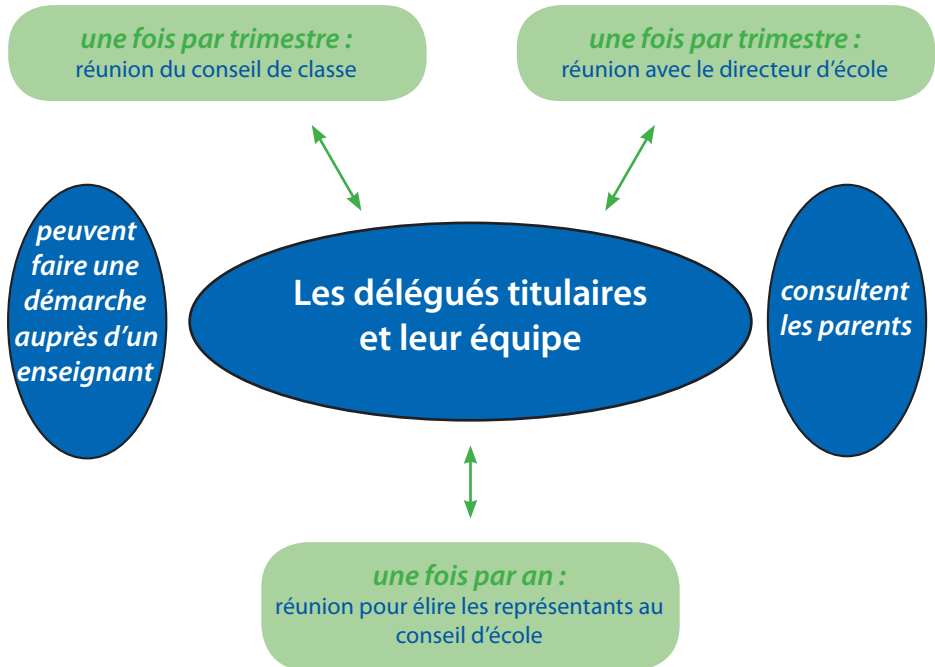 une fois par trimestre :
réunion du conseil de classe
une fois par trimestre :
réunion avec le directeur d'école
peuvent
faire une
démarche
auprès d'un
enseignant
Les délégués titulaires
et leur équipe
consultent
les parents
une fois par an :
réunion pour élire les représentants au
conseil d'école